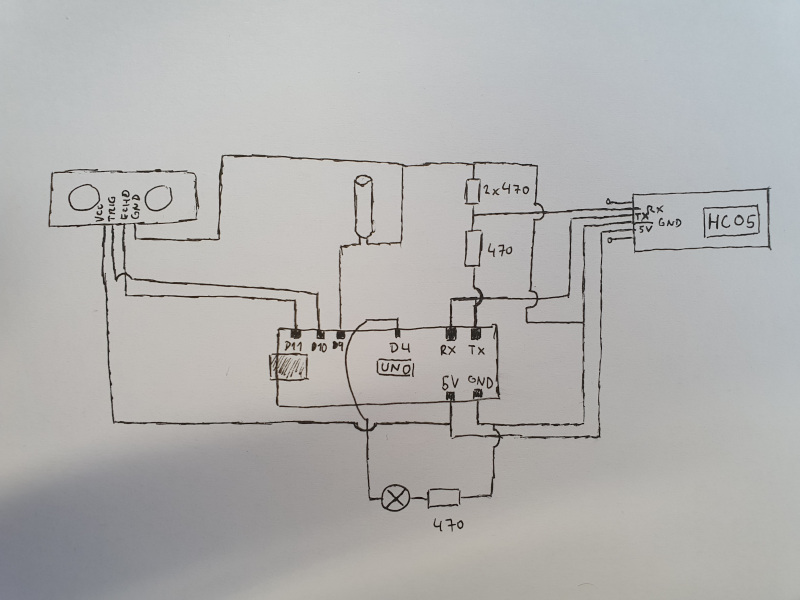 VCC
TRIG
ECHO
GND
2x470
470
RX
TX
GND
5V
HC05
D11
D10
D9
D4
RX
TX
UNO
5V
GND
470